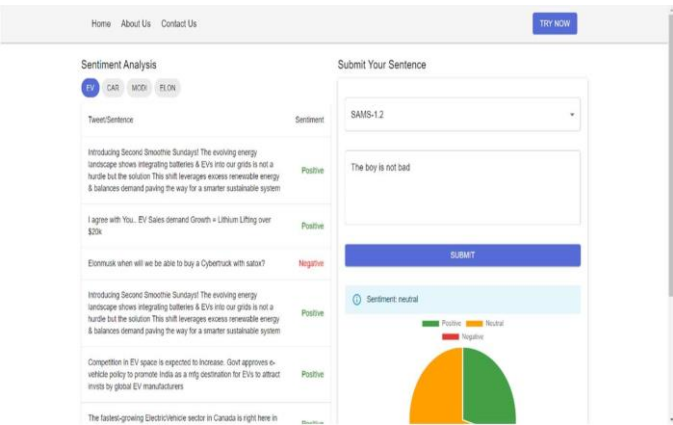 Home About Us Contact Us
TRY NOW
Sentiment Analysis
EV CAR MODI ELON
Tweet/Sentence Sentiment
Introducing Second Smoothie Sundays! The evolving energy
landscape shows integrating batteries & EVs into our grids is not a
hurdle but the solution This shift leverages excess renewable energy
& balances demand paving the way for a smarter sustainable system
Positive
I agree with You.. EV Sales demand Growth = Lithium Lifting over
$20k
Positive
Elonmusk when will we be able to buy a Cybertruck with satox?
Negative
Introducing Second Smoothie Sundays! The evolving energy
landscape shows integrating batteries & EVs into our grids is not a
hurdle but the solution This shift leverages excess renewable energy
& balances demand paving the way for a smarter sustainable system
Positive
Competition in EV space is expected to increase. Govt approves e-
vehicle policy to promote India as a mfg destination for EVs to attract
invsts by global EV manufacturers
Positive
The fastest-growing ElectricVehicle sector in Canada is right here in
Positive
Submit Your Sentence
SAMS-1.2
The boy is not bad
SUBMIT
Sentiment: neutral
Positive Neutral
Negative